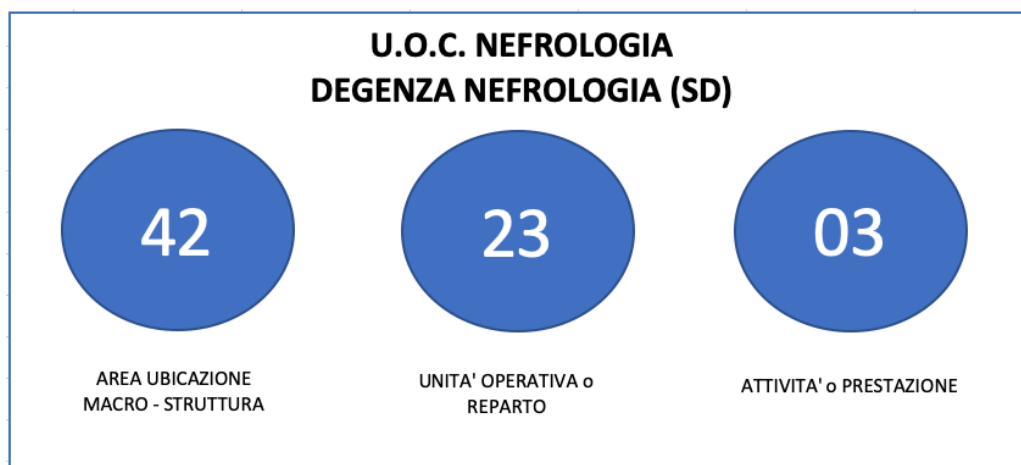 U.O.C. NEFROLOGIA
DEGENZA NEFROLOGIA (SD)
42
23
03
AREA UBICAZIONE
MACRO - STRUTTURA
UNITA' OPERATIVA o
REPARTO
ATTIVITA' o PRESTAZIONE